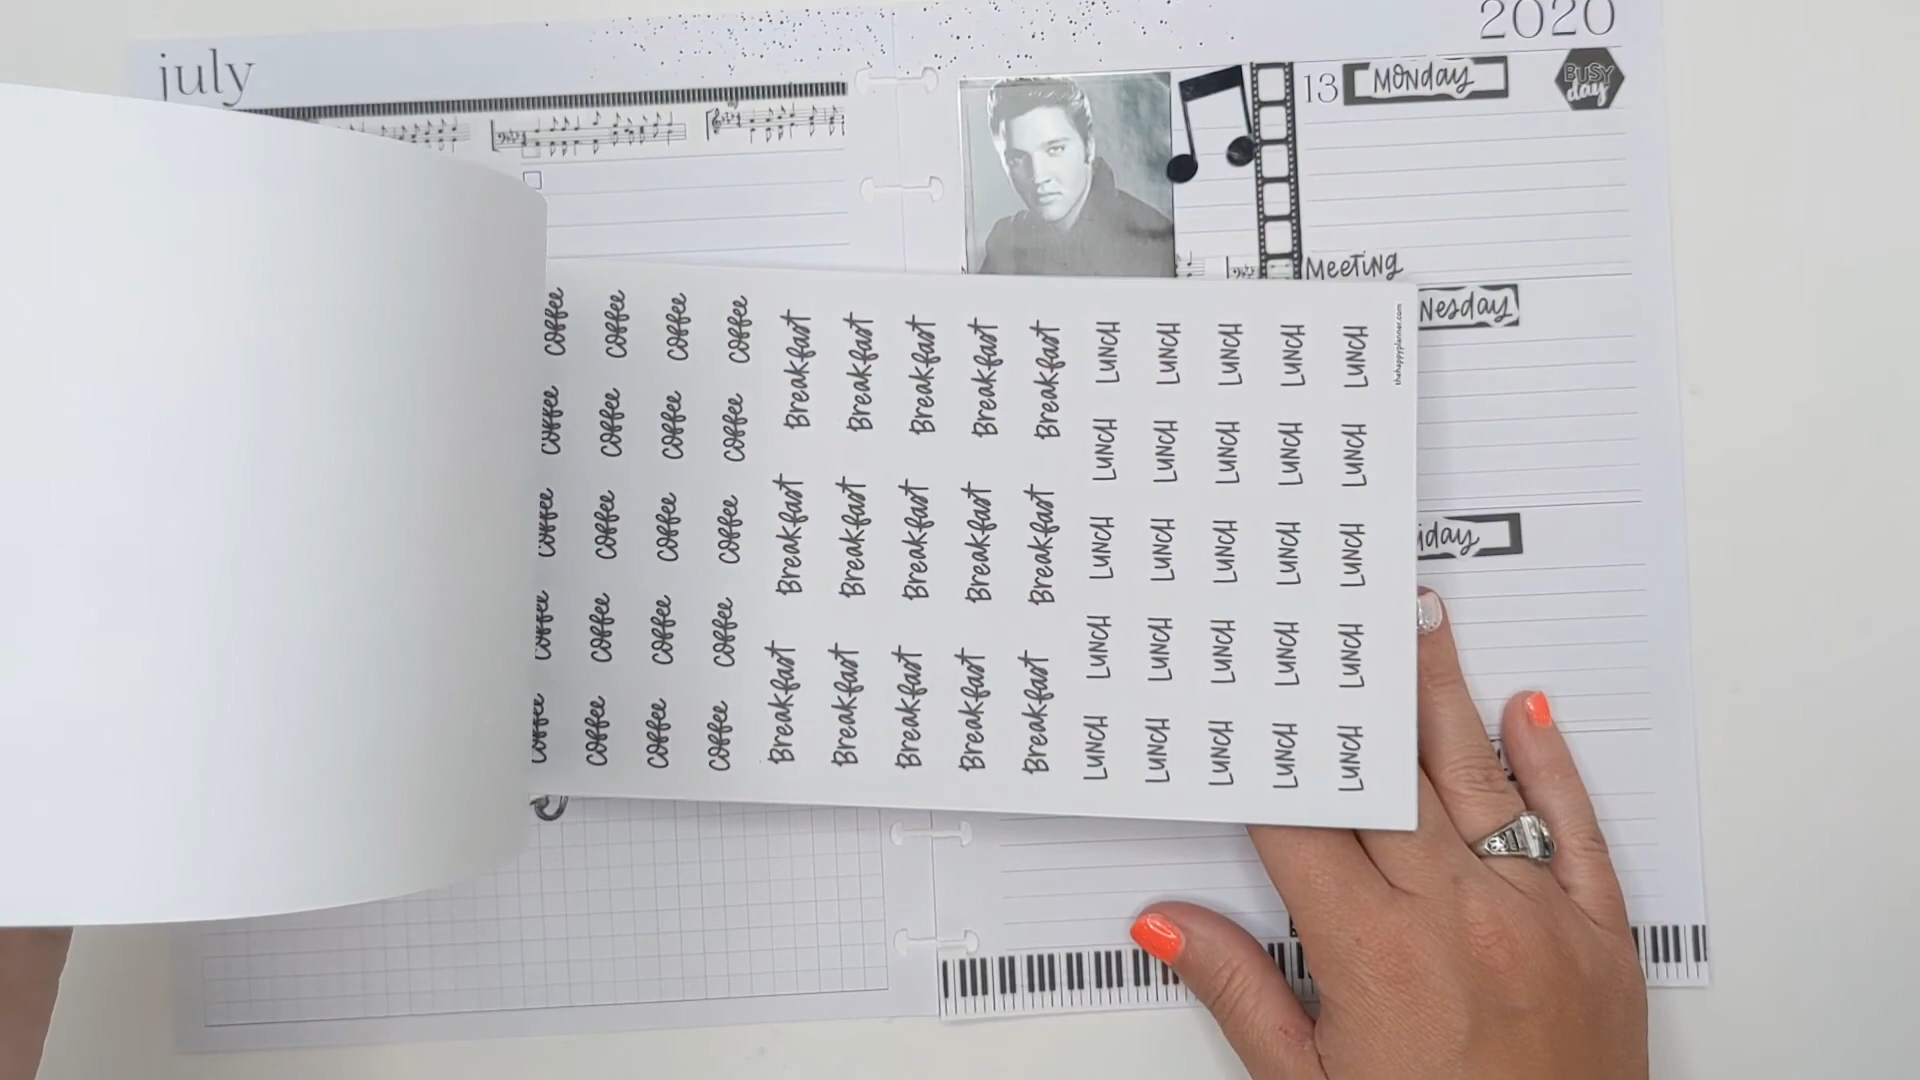 july
2020
13 Monday
BUSY day
Meeting
nesday
iday
thehappyplanner.com
coffee coffee coffee coffee coffee
coffee coffee coffee coffee coffee
coffee coffee coffee coffee coffee
coffee coffee coffee coffee coffee
Breakfast Breakfast Breakfast
Breakfast Breakfast Breakfast
Breakfast Breakfast Breakfast
Breakfast Breakfast Breakfast
Breakfast Breakfast Breakfast
LUNCH LUNCH LUNCH LUNCH LUNCH
LUNCH LUNCH LUNCH LUNCH LUNCH
LUNCH LUNCH LUNCH LUNCH LUNCH
LUNCH LUNCH LUNCH LUNCH LUNCH
LUNCH LUNCH LUNCH LUNCH LUNCH